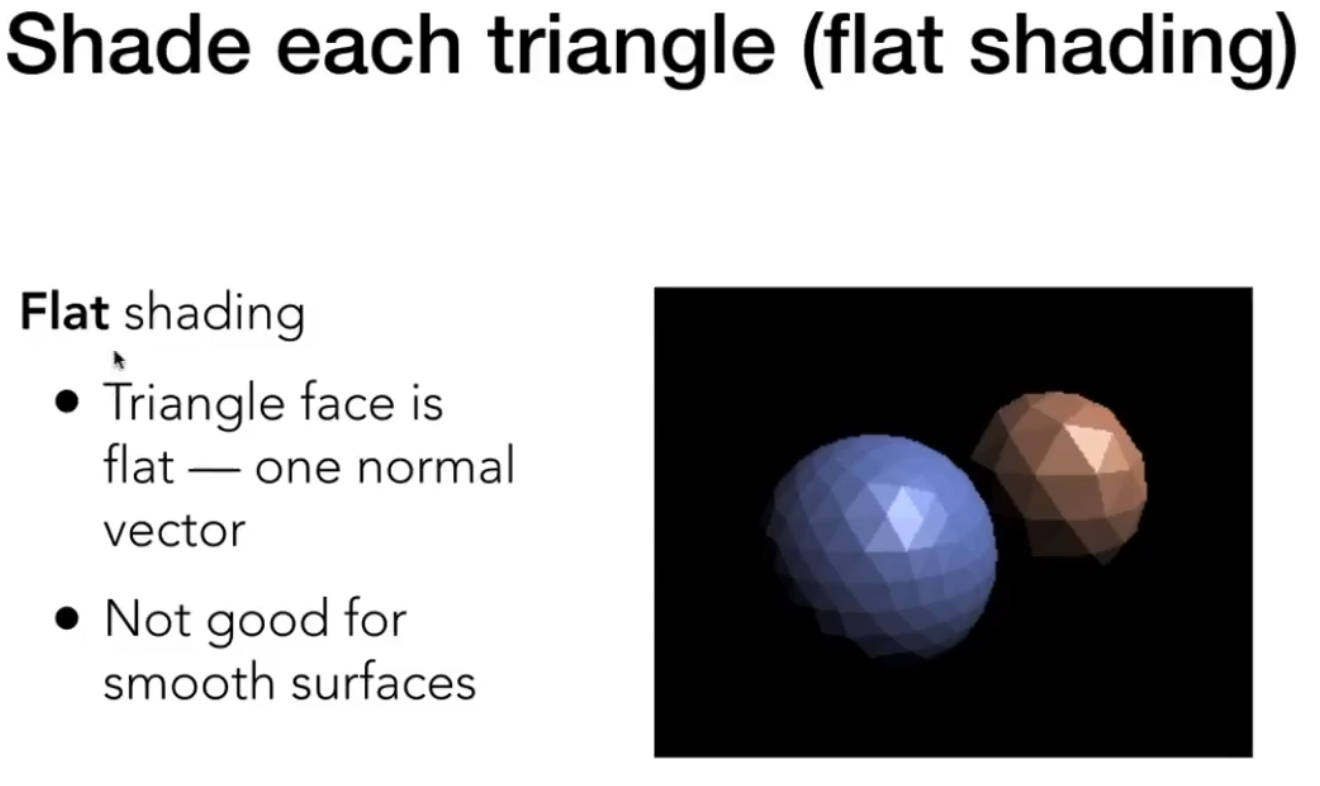 Shade each triangle (flat shading)
Flat shading
• Triangle face is
flat — one normal
vector
• Not good for
smooth surfaces